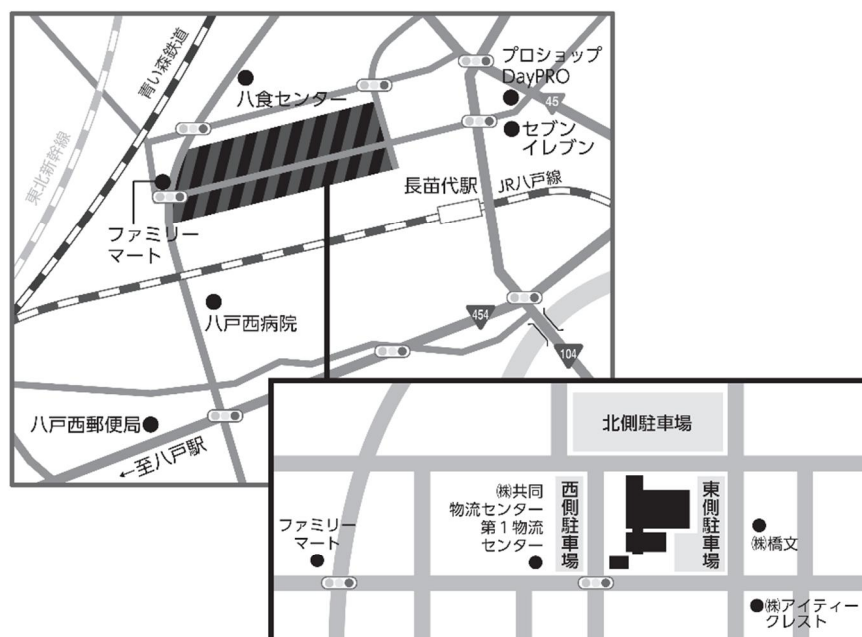 青い森鉄道
東北新幹線
八食センター
プロショップ
DayPRO
45
セブン
イレブン
長苗代駅
JR八戸線
ファミリー
マート
八戸西病院
454
104
八戸西郵便局
←至八戸駅
北側駐車場
㈱共同
物流センター
第1物流
センター
西側駐車場
東側駐車場
ファミリー
マート
㈱橋文
㈱アイティー
クレスト